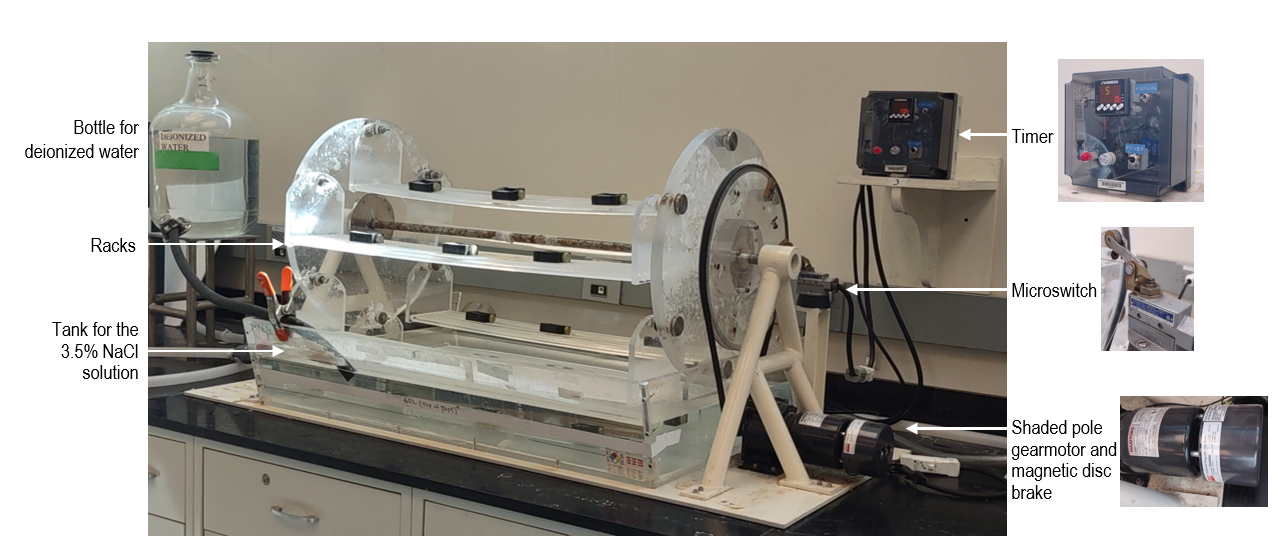 Bottle for
deionized water
DEIONIZED
WATER
Racks
Tank for the
3.5% NaCl
solution
Timer
Microswitch
Shaded pole
gearmotor and
magnetic disc
brake